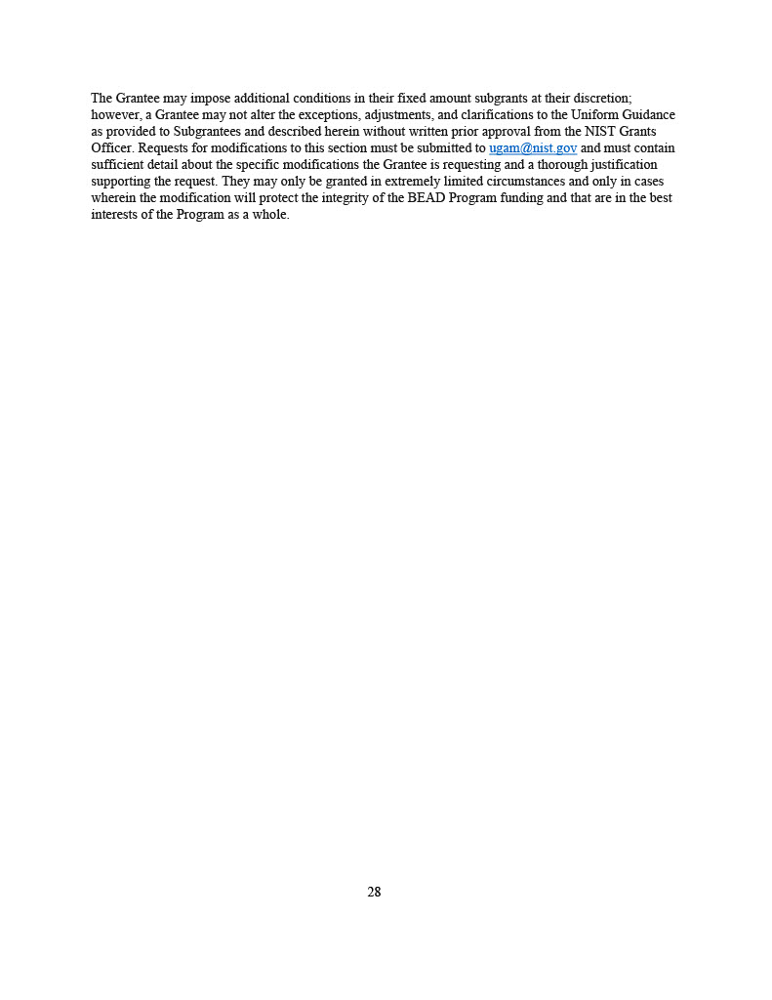 The Grantee may impose additional conditions in their fixed amount subgrants at their discretion;
however, a Grantee may not alter the exceptions, adjustments, and clarifications to the Uniform Guidance
as provided to Subgrantees and described herein without written prior approval from the NIST Grants
Officer. Requests for modifications to this section must be submitted to ugam@nist.gov and must contain
sufficient detail about the specific modifications the Grantee is requesting and a thorough justification
supporting the request. They may only be granted in extremely limited circumstances and only in cases
wherein the modification will protect the integrity of the BEAD Program funding and that are in the best
interests of the Program as a whole.
28